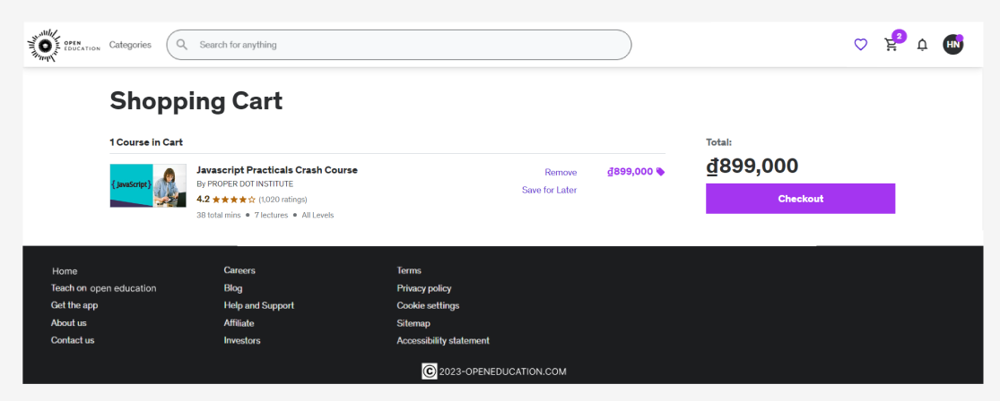 OPEN
EDUCATION
Categories
Search for anything
2
HN
Shopping Cart
1 Course in Cart
Total:
{ JavaScript }
Javascript Practicals Crash Course
By PROPER DOT INSTITUTE
4.2 ★★★★☆ (1,020 ratings)
38 total mins • 7 lectures • All Levels
Remove
Save for Later
₫899,000
₫899,000
Checkout
Home
Teach on open education
Get the app
About us
Contact us
Careers
Blog
Help and Support
Affiliate
Investors
Terms
Privacy policy
Cookie settings
Sitemap
Accessibility statement
© 2023-OPENEDUCATION.COM